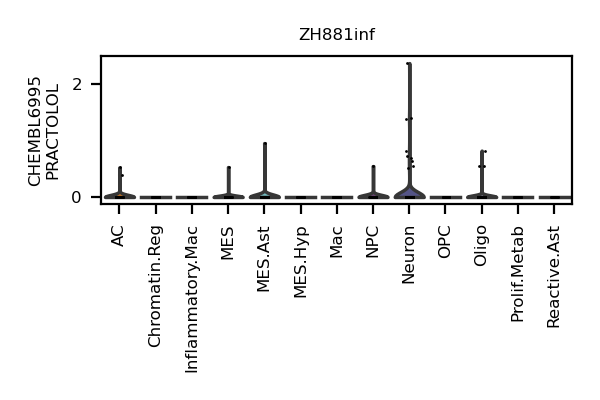 ZH881inf
CHEMBL6995
PRACTOLOL
2
0
AC
Chromatin.Reg
Inflammatory.Mac
MES
MES.Ast
MES.Hyp
Mac
NPC
Neuron
OPC
Oligo
Prolif.Metab
Reactive.Ast